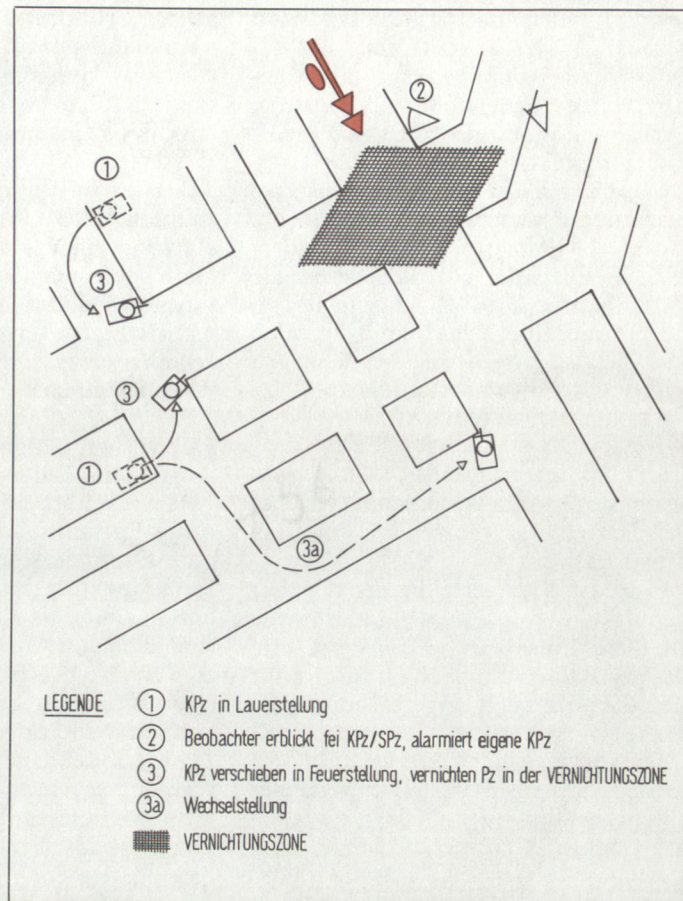 ②
①
③
③
①
③a
LEGENDE
① KPz in Lauerstellung
② Beobachter erblickt fei KPz/SPz, alarmiert eigene KPz
③ KPz verschieben in Feuerstellung, vernichten Pz in der VERNICHTUNGSZONE
③a Wechselstellung
VERNICHTUNGSZONE